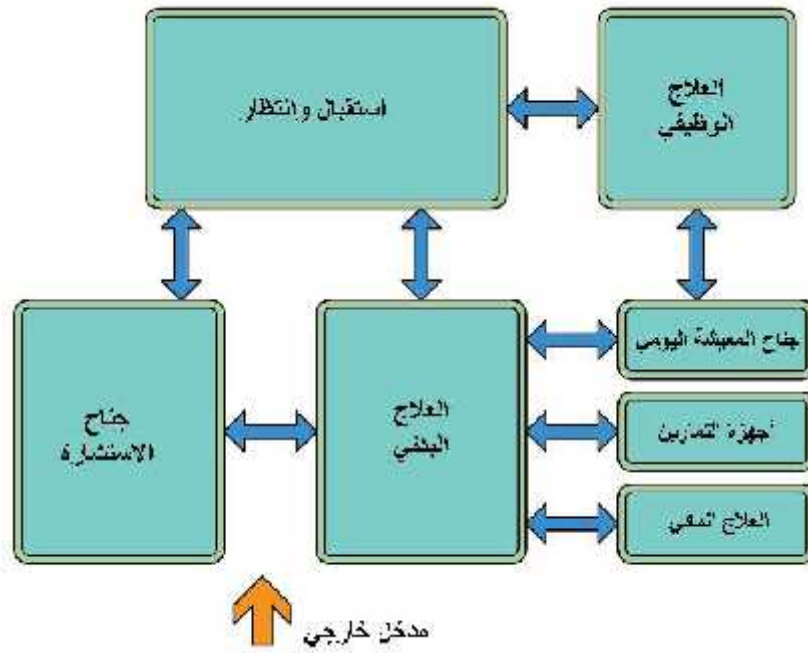 استقبال وانتظار
العلاج
الوظيفي
جناح
الاستشارة
العلاج
البدني
جناح المعيشة اليومي
أجهزة التمارين
العلاج المائي
مدخل خارجي